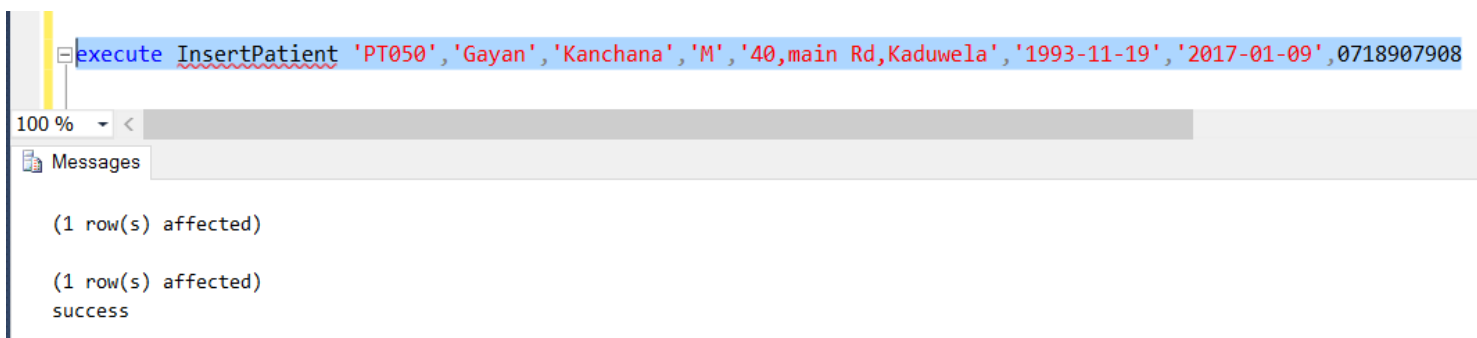 execute InsertPatient 'PT050','Gayan','Kanchana','M','40,main Rd,Kaduwela','1993-11-19','2017-01-09',0718907908
100 %
Messages
(1 row(s) affected)
(1 row(s) affected)
success